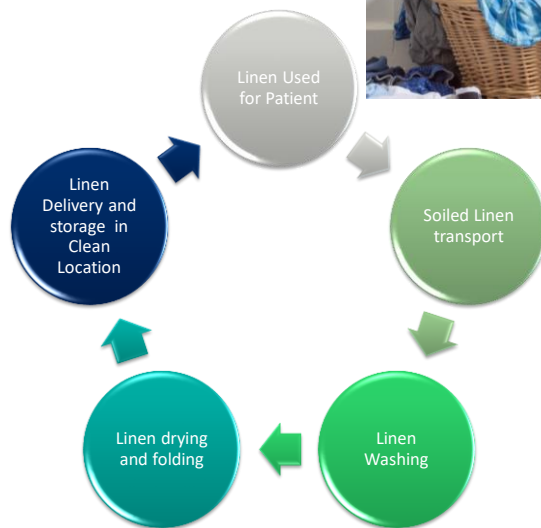 Linen Used
for Patient
Soiled Linen
transport
Linen
Washing
Linen drying
and folding
Linen
Delivery and
storage in
Clean
Location